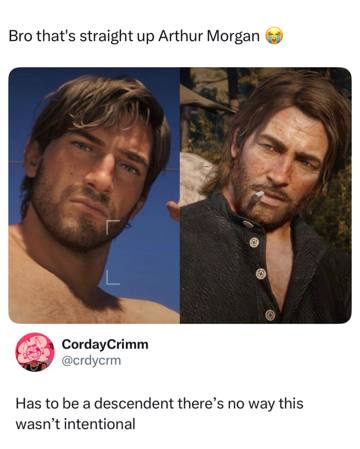 Bro that's straight up Arthur Morgan 😭
CordayCrimm
@crdycrm
Has to be a descendent there’s no way this
wasn’t intentional